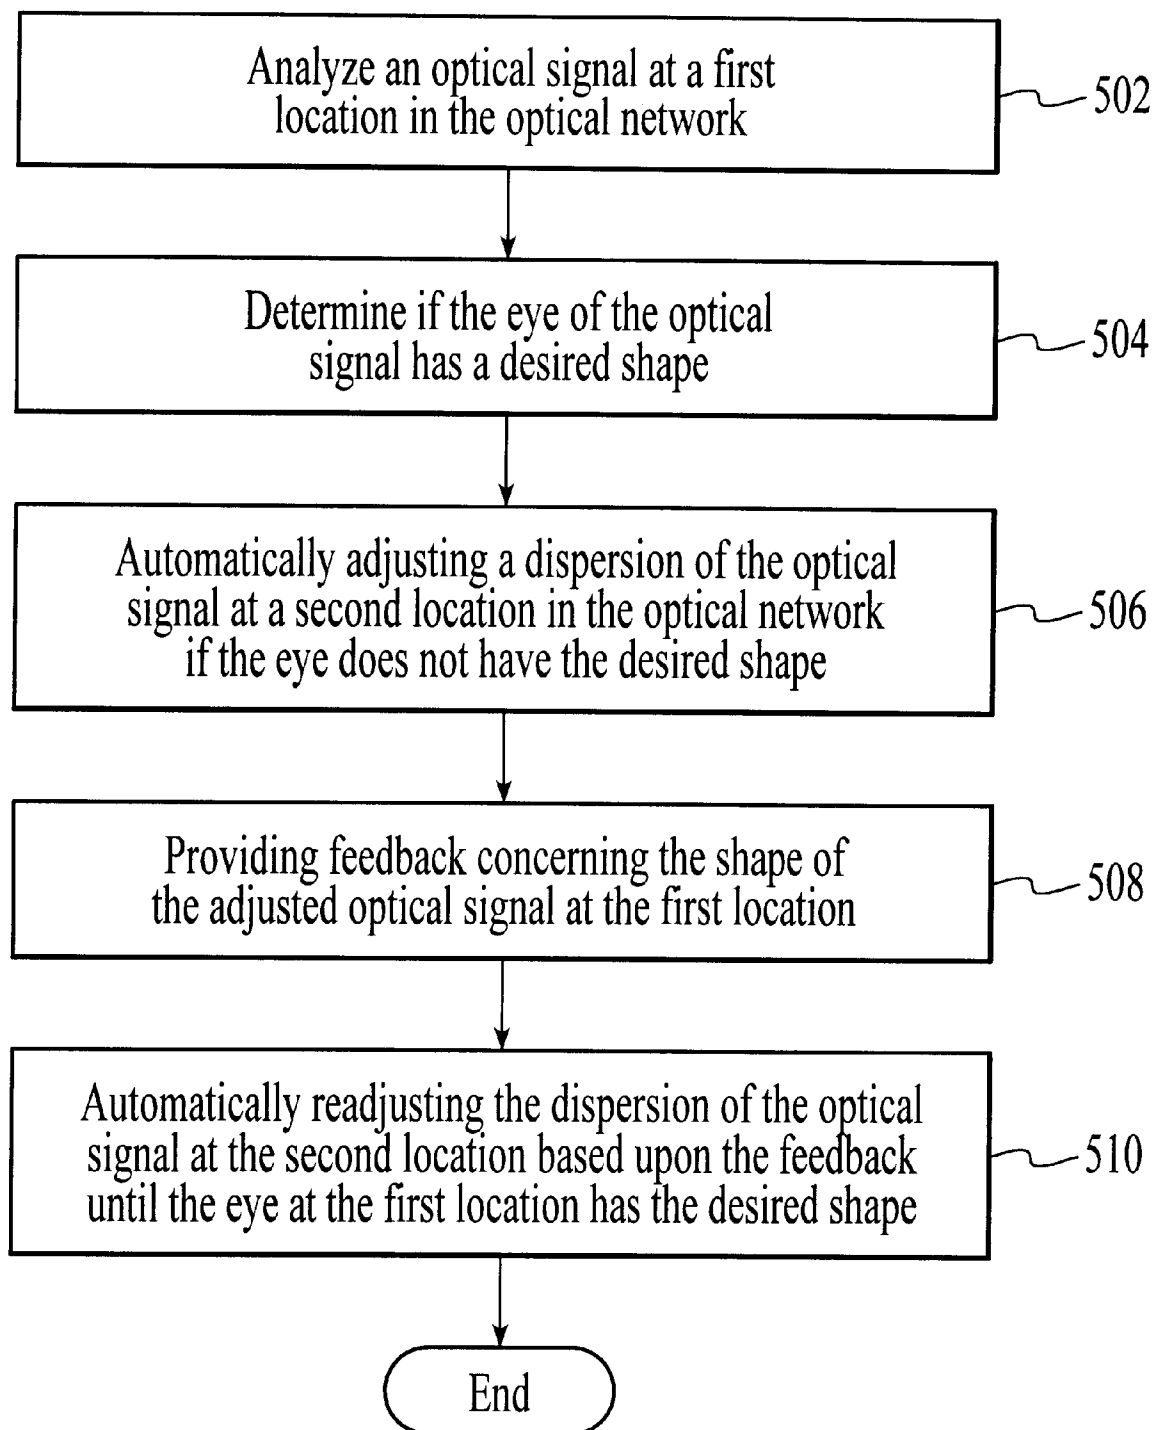 Analyze an optical signal at a first
location in the optical network
502
Determine if the eye of the optical
signal has a desired shape
504
Automatically adjusting a dispersion of the optical
signal at a second location in the optical network
if the eye does not have the desired shape
506
Providing feedback concerning the shape of
the adjusted optical signal at the first location
508
Automatically readjusting the dispersion of the optical
signal at the second location based upon the feedback
until the eye at the first location has the desired shape
510
End